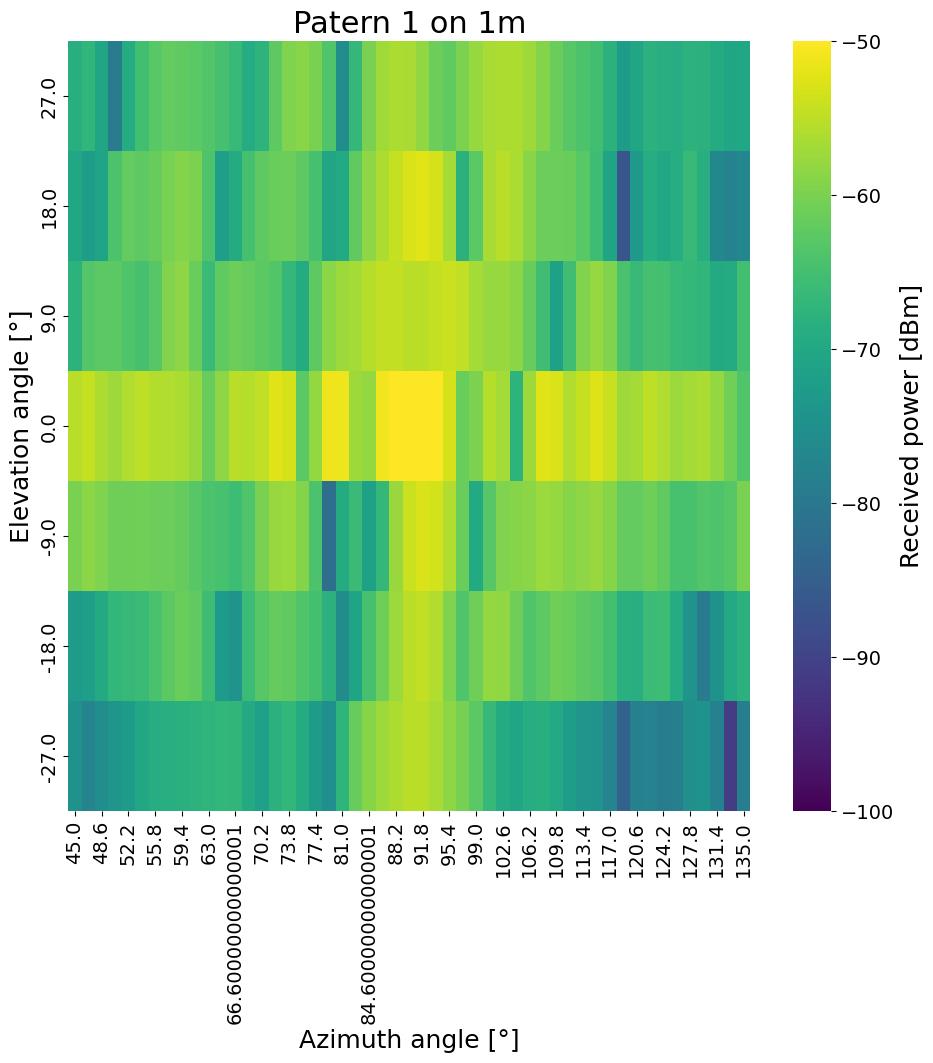 Patern 1 on 1m
Elevation angle [°]
27.0
18.0
9.0
0.0
-9.0
-18.0
-27.0
45.0 48.6 52.2 55.8 59.4 63.0 66.60000000000001 70.2 73.8 77.4 81.0 84.60000000000001 88.2 91.8 95.4 99.0 102.6 106.2 109.8 113.4 117.0 120.6 124.2 127.8 131.4 135.0
Azimuth angle [°]
−50
−60
−70
−80
−90
−100
Received power [dBm]